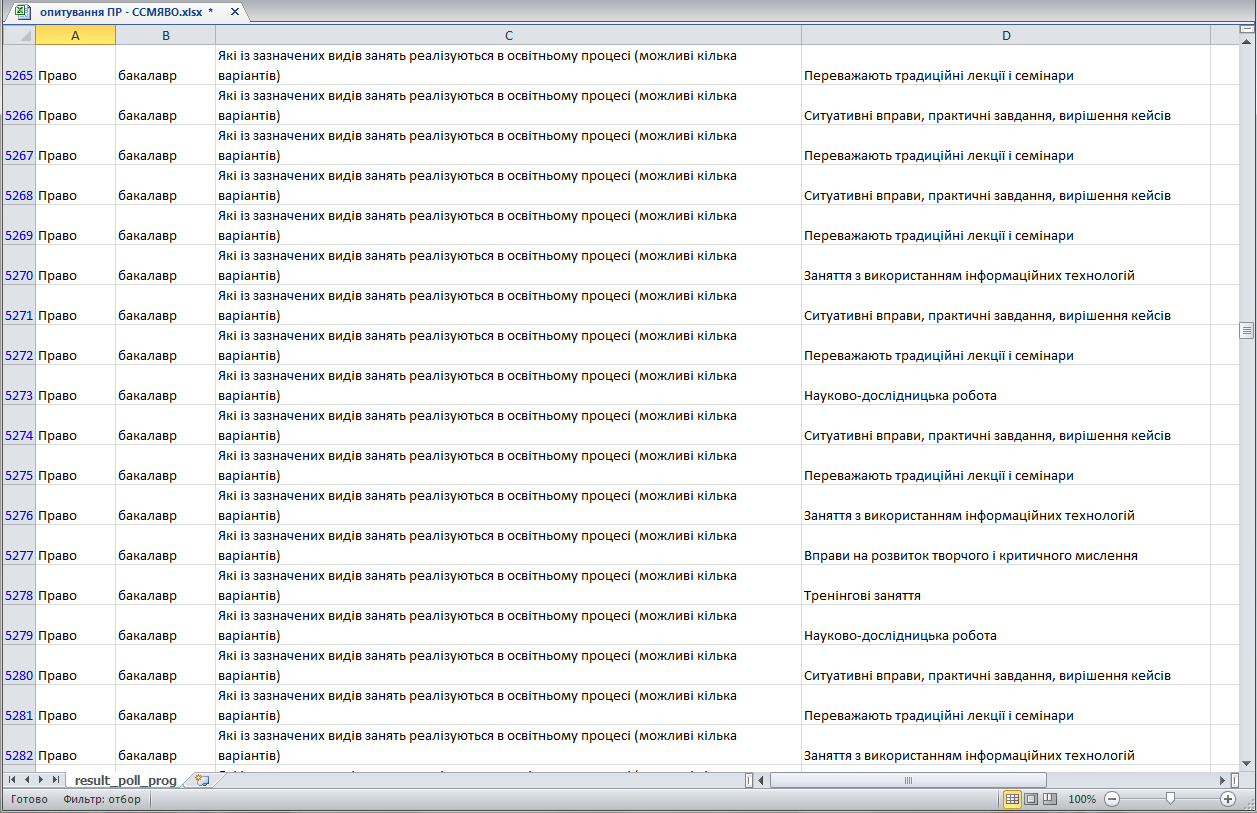 опитування ПР - ССМЯВО.xlsx *
A B C D
Які із зазначених видів занять реалізуються в освітньому процесі (можливі кілька
5265 Право бакалавр варіантів) Переважають традиційні лекції і семінари
Які із зазначених видів занять реалізуються в освітньому процесі (можливі кілька
5266 Право бакалавр варіантів) Ситуативні вправи, практичні завдання, вирішення кейсів
Які із зазначених видів занять реалізуються в освітньому процесі (можливі кілька
5267 Право бакалавр варіантів) Переважають традиційні лекції і семінари
Які із зазначених видів занять реалізуються в освітньому процесі (можливі кілька
5268 Право бакалавр варіантів) Ситуативні вправи, практичні завдання, вирішення кейсів
Які із зазначених видів занять реалізуються в освітньому процесі (можливі кілька
5269 Право бакалавр варіантів) Переважають традиційні лекції і семінари
Які із зазначених видів занять реалізуються в освітньому процесі (можливі кілька
5270 Право бакалавр варіантів) Заняття з використанням інформаційних технологій
Які із зазначених видів занять реалізуються в освітньому процесі (можливі кілька
5271 Право бакалавр варіантів) Ситуативні вправи, практичні завдання, вирішення кейсів
Які із зазначених видів занять реалізуються в освітньому процесі (можливі кілька
5272 Право бакалавр варіантів) Переважають традиційні лекції і семінари
Які із зазначених видів занять реалізуються в освітньому процесі (можливі кілька
5273 Право бакалавр варіантів) Науково-дослідницька робота
Які із зазначених видів занять реалізуються в освітньому процесі (можливі кілька
5274 Право бакалавр варіантів) Ситуативні вправи, практичні завдання, вирішення кейсів
Які із зазначених видів занять реалізуються в освітньому процесі (можливі кілька
5275 Право бакалавр варіантів) Переважають традиційні лекції і семінари
Які із зазначених видів занять реалізуються в освітньому процесі (можливі кілька
5276 Право бакалавр варіантів) Заняття з використанням інформаційних технологій
Які із зазначених видів занять реалізуються в освітньому процесі (можливі кілька
5277 Право бакалавр варіантів) Вправи на розвиток творчого і критичного мислення
Які із зазначених видів занять реалізуються в освітньому процесі (можливі кілька
5278 Право бакалавр варіантів) Тренінгові заняття
Які із зазначених видів занять реалізуються в освітньому процесі (можливі кілька
5279 Право бакалавр варіантів) Науково-дослідницька робота
Які із зазначених видів занять реалізуються в освітньому процесі (можливі кілька
5280 Право бакалавр варіантів) Ситуативні вправи, практичні завдання, вирішення кейсів
Які із зазначених видів занять реалізуються в освітньому процесі (можливі кілька
5281 Право бакалавр варіантів) Переважають традиційні лекції і семінари
Які із зазначених видів занять реалізуються в освітньому процесі (можливі кілька
5282 Право бакалавр варіантів) Заняття з використанням інформаційних технологій
result_poll_prog
Готово Фильтр: отбор 100%